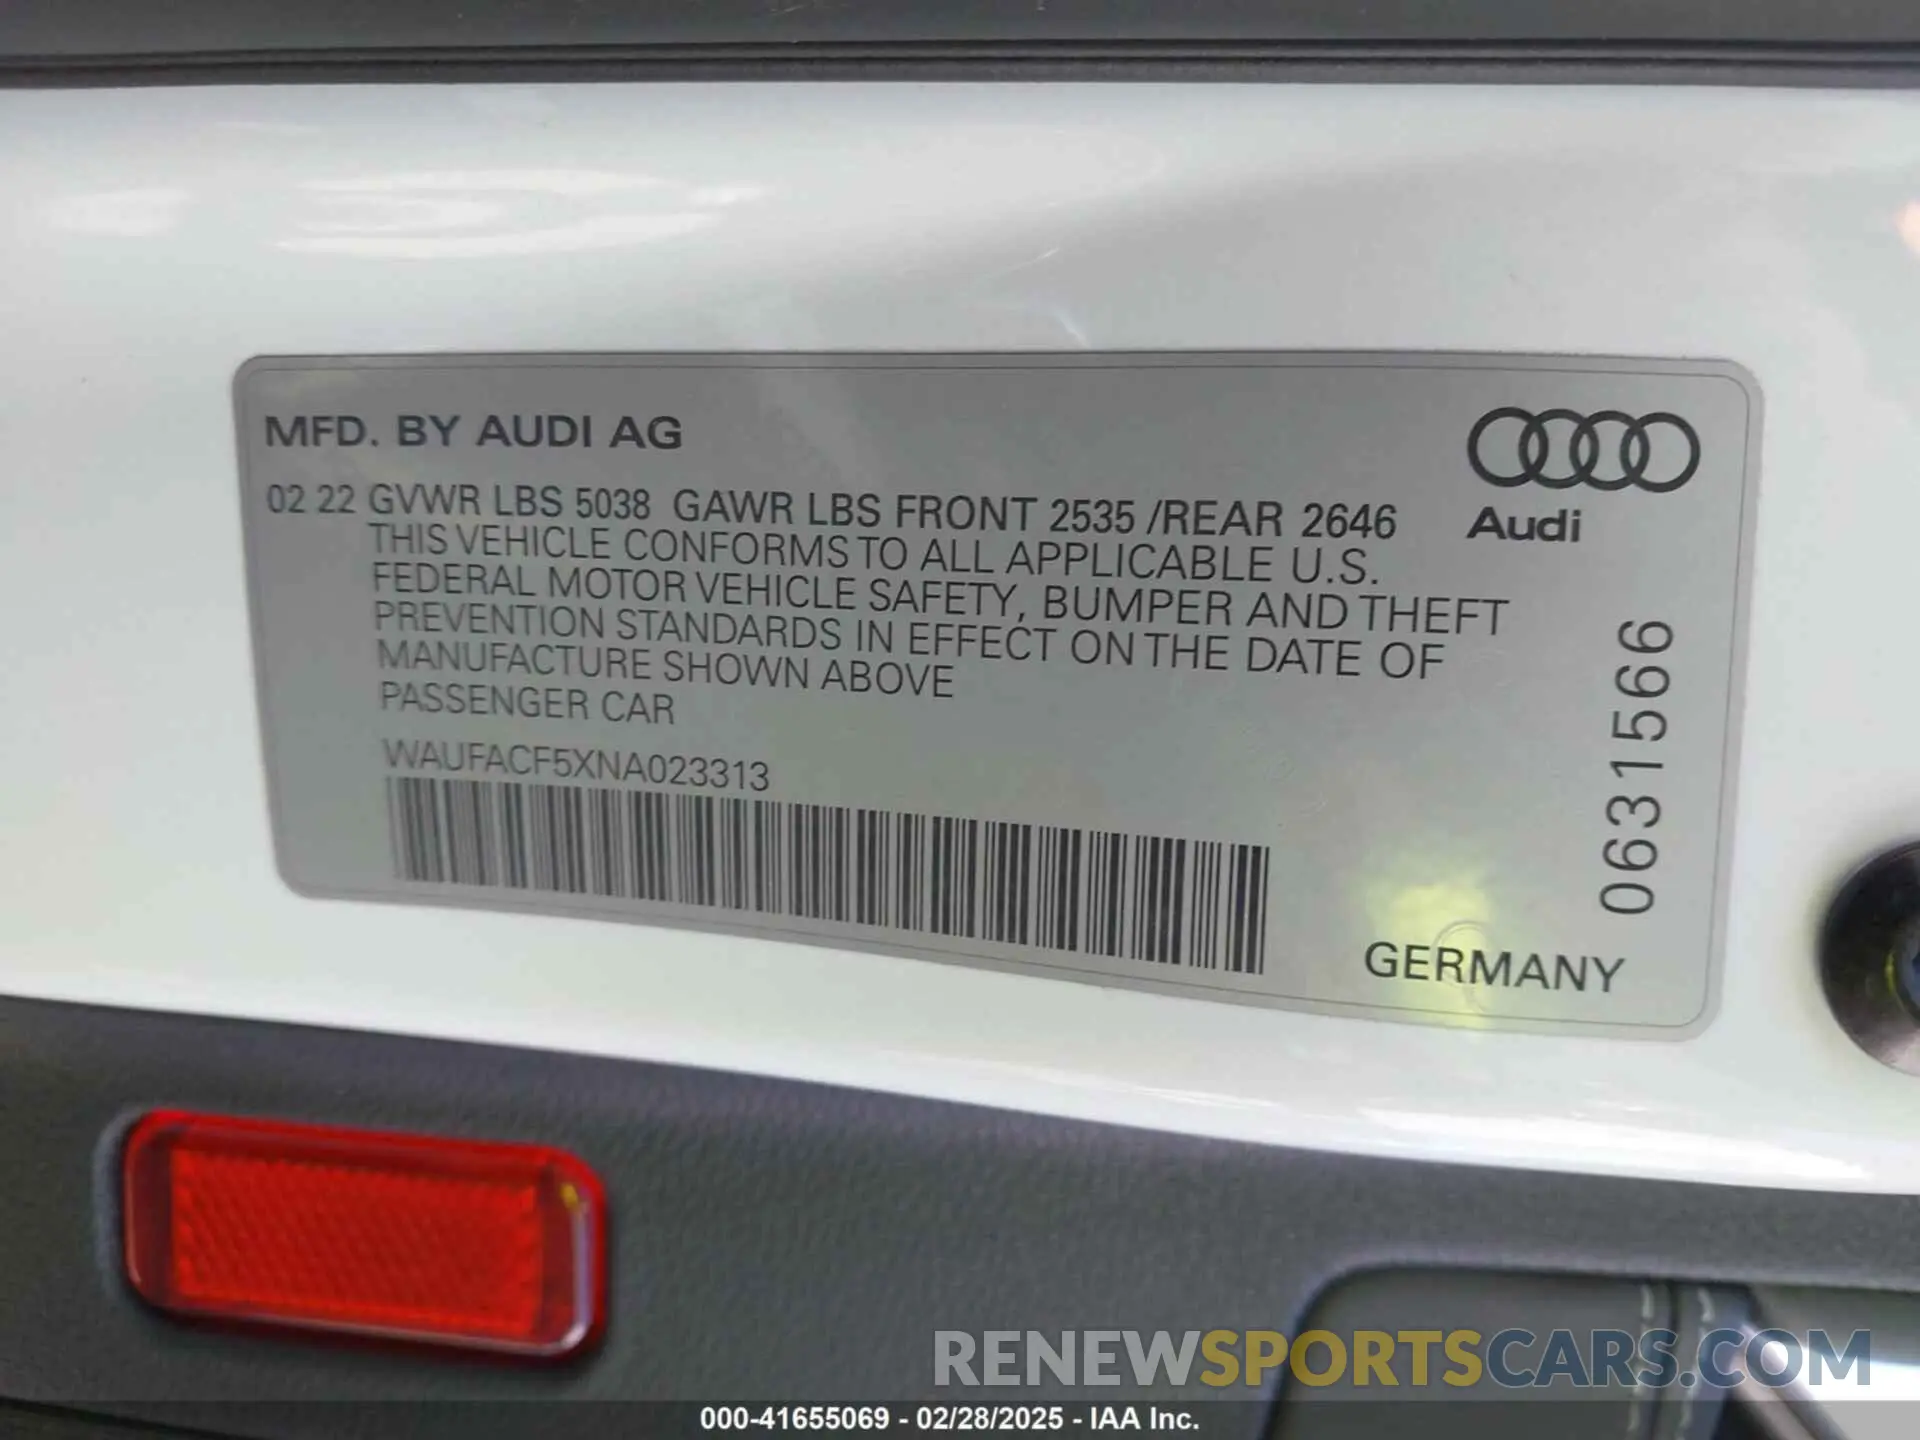 MFD. BY AUDI AG
02 22 GVWR LBS 5038 GAWR LBS FRONT 2535 /REAR 2646
THIS VEHICLE CONFORMS TO ALL APPLICABLE U.S.
FEDERAL MOTOR VEHICLE SAFETY, BUMPER AND THEFT
PREVENTION STANDARDS IN EFFECT ON THE DATE OF
MANUFACTURE SHOWN ABOVE
PASSENGER CAR
WAUFACF5XNA023313
Audi
0631566
GERMANY
RENEWSPORTSCARS.COM
000-41655069 - 02/28/2025 - IAA Inc.